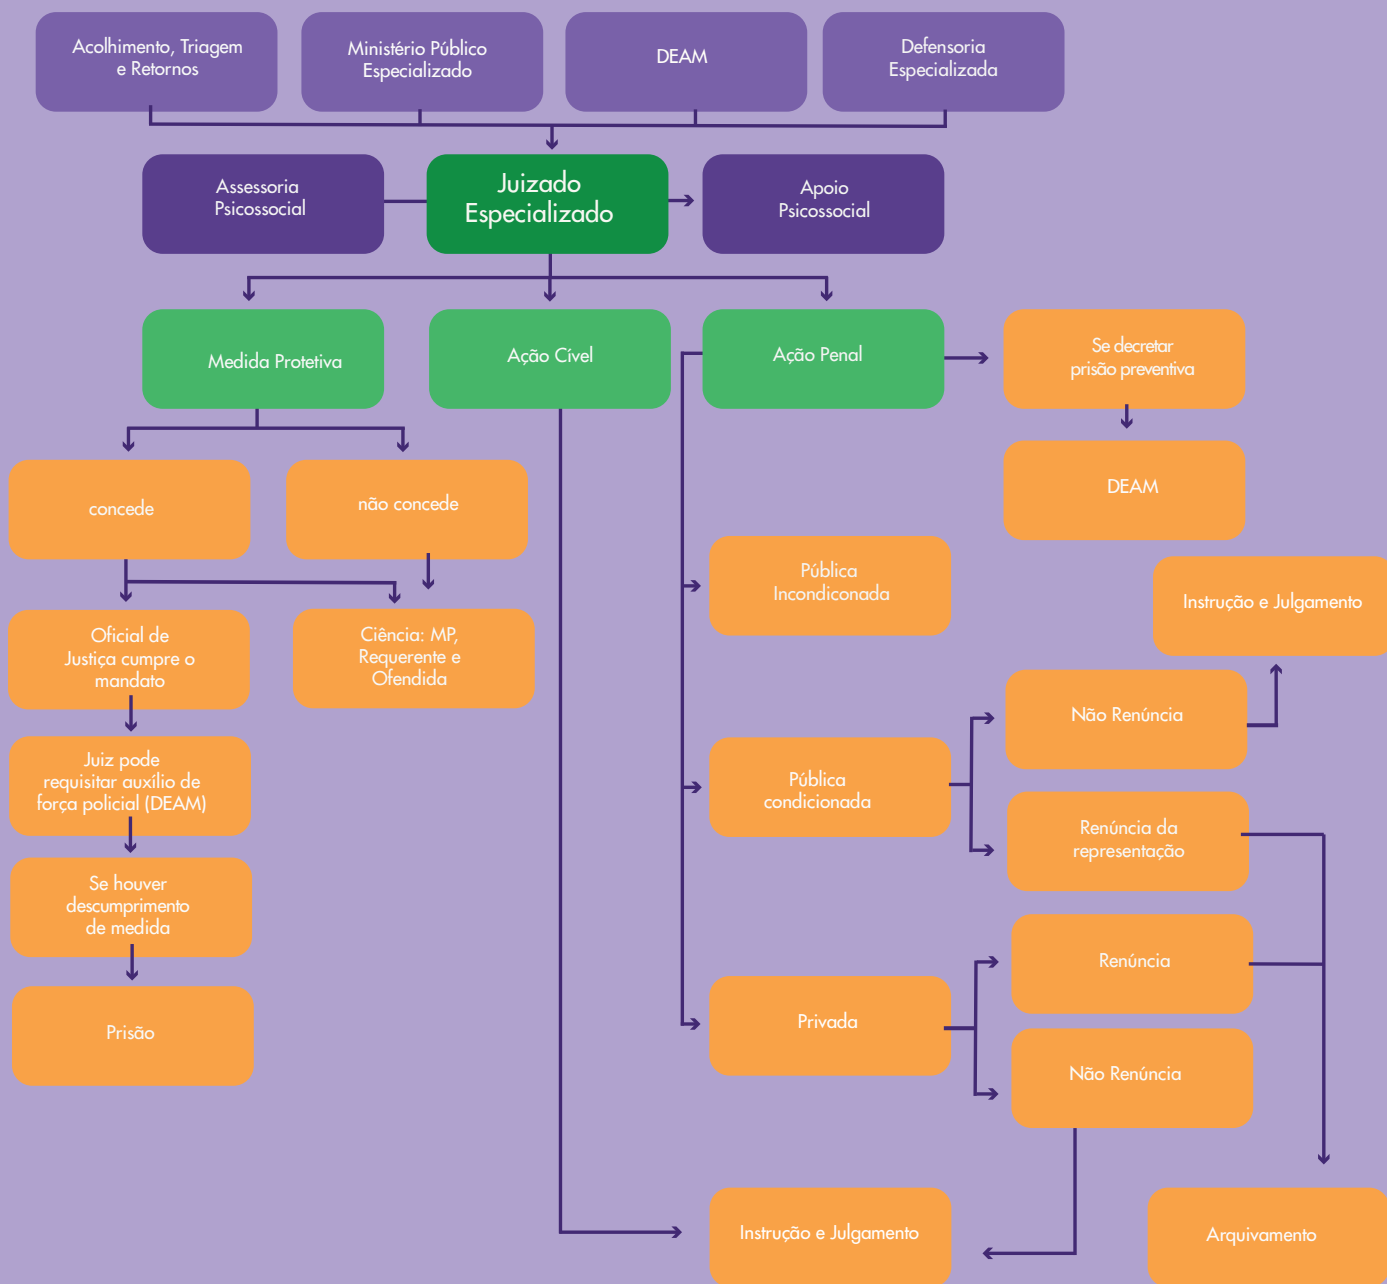 Acolhimento, Triagem
e Retornos
Ministério Público
Especializado
DEAM
Defensoria
Especializada
Assessoria
Psicossocial
Juizado
Especializado
Apoio
Psicossocial
Medida Protetiva
Ação Cível
Ação Penal
Se decretar
prisão preventiva
DEAM
concede
não concede
Pública
Incondiconada
Instrução e Julgamento
Oficial de
Justiça cumpre o
mandato
Ciência: MP,
Requerente e
Ofendida
Não Renúncia
Juiz pode
requisitar auxílio de
força policial (DEAM)
Pública
condicionada
Renúncia da
representação
Se houver
descumprimento
de medida
Renúncia
Prisão
Privada
Não Renúncia
Instrução e Julgamento
Arquivamento